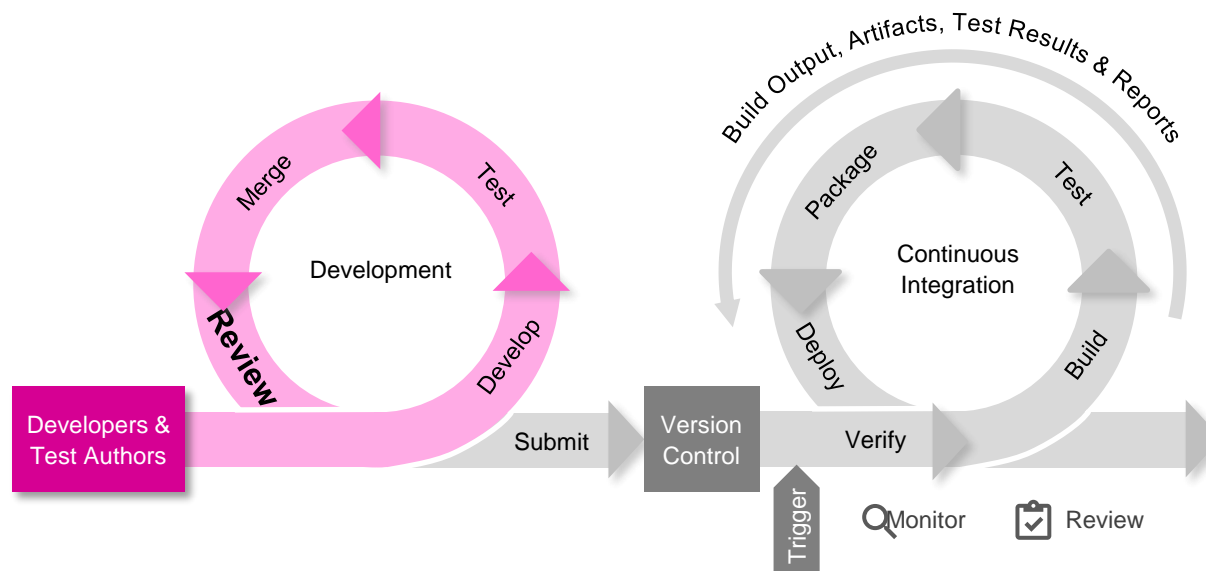 Build Output, Artifacts, Test Results & Reports
Merge
Test
Development
Review
Develop
Developers &
Test Authors
Submit
Package
Test
Continuous
Integration
Deploy
Build
Version
Control
Verify
Trigger
Monitor
Review